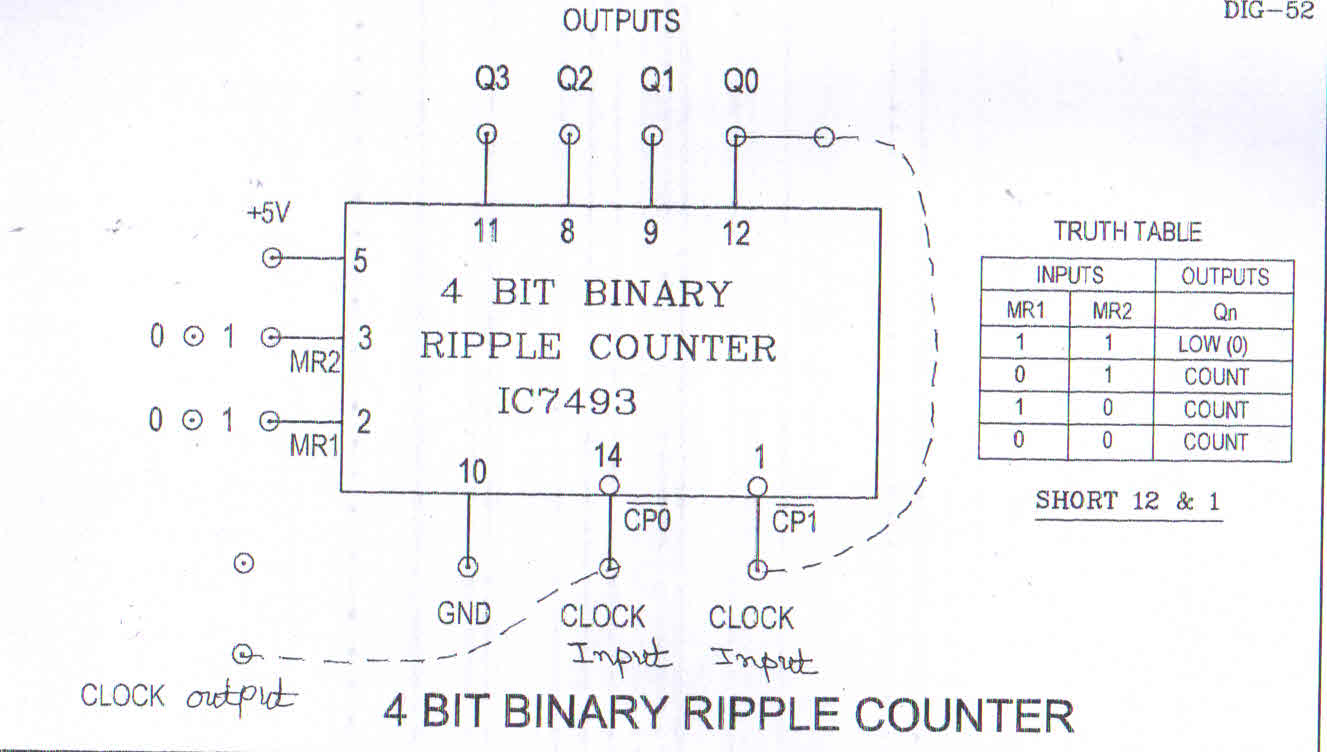 DIG-52
OUTPUTS
Q3 Q2 Q1 Q0
+5V
11 8 9 12
5
4 BIT BINARY
RIPPLE COUNTER
IC7493
0 1 3
MR2
0 1 2
MR1
10 14 1
CP0 CP1
GND CLOCK CLOCK
Input Input
CLOCK output
TRUTH TABLE
INPUTS OUTPUTS
MR1 MR2 Qn
1 1 LOW (0)
0 1 COUNT
1 0 COUNT
0 0 COUNT
SHORT 12 & 1
4 BIT BINARY RIPPLE COUNTER